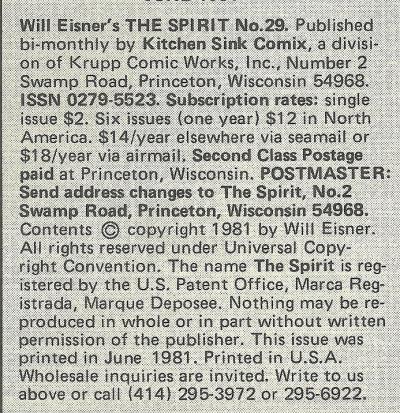 Will Eisner's THE SPIRIT No.29. Published
bi-monthly by Kitchen Sink Comix, a divisi-
on of Krupp Comic Works, Inc., Number 2
Swamp Road, Princeton, Wisconsin 54968.
ISSN 0279-5523. Subscription rates: single
issue $2. Six issues (one year) $12 in North
America. $14/year elsewhere via seamail or
$18/year via airmail. Second Class Postage
paid at Princeton, Wisconsin. POSTMASTER:
Send address changes to The Spirit, No.2
Swamp Road, Princeton, Wisconsin 54968.
Contents © copyright 1981 by Will Eisner.
All rights reserved under Universal Copy-
right Convention. The name The Spirit is reg-
istered by the U.S. Patent Office, Marca Reg-
istrada, Marque Deposee. Nothing may be re-
produced in whole or in part without written
permission of the publisher. This issue was
printed in June 1981. Printed in U.S.A.
Wholesale inquiries are invited. Write to us
above or call (414) 295-3972 or 295-6922.